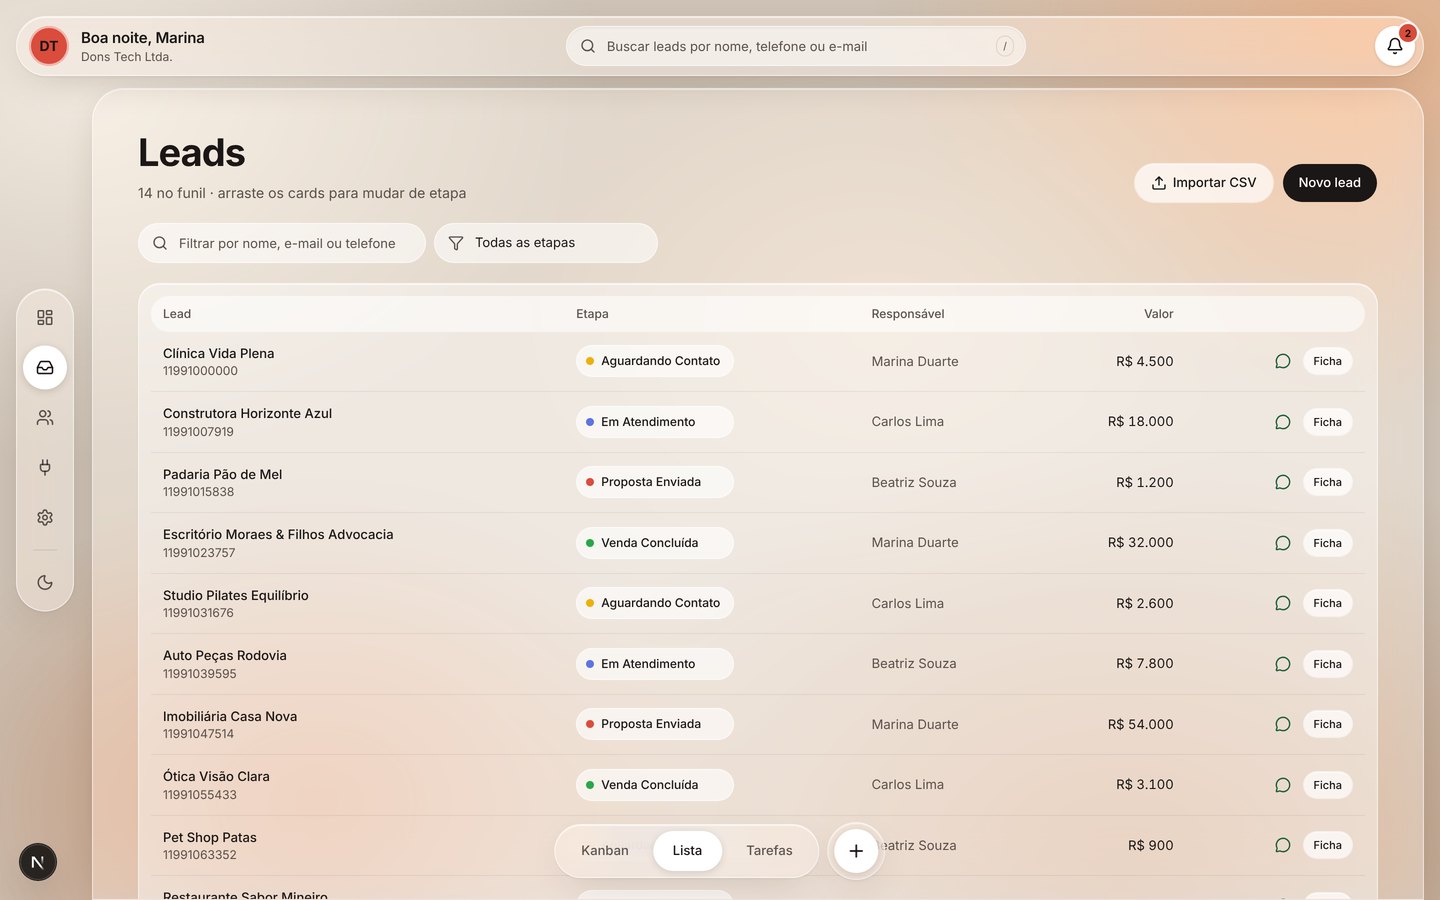 DT
Boa noite, Marina
Dons Tech Ltda.
Buscar leads por nome, telefone ou e-mail
/
2
Leads
14 no funil · arraste os cards para mudar de etapa
Importar CSV
Novo lead
Filtrar por nome, e-mail ou telefone
Todas as etapas
Lead Etapa Responsável Valor
Clínica Vida Plena
11991000000
Aguardando Contato
Marina Duarte
R$ 4.500
Ficha
Construtora Horizonte Azul
11991007919
Em Atendimento
Carlos Lima
R$ 18.000
Ficha
Padaria Pão de Mel
11991015838
Proposta Enviada
Beatriz Souza
R$ 1.200
Ficha
Escritório Moraes & Filhos Advocacia
11991023757
Venda Concluída
Marina Duarte
R$ 32.000
Ficha
Studio Pilates Equilíbrio
11991031676
Aguardando Contato
Carlos Lima
R$ 2.600
Ficha
Auto Peças Rodovia
11991039595
Em Atendimento
Beatriz Souza
R$ 7.800
Ficha
Imobiliária Casa Nova
11991047514
Proposta Enviada
Marina Duarte
R$ 54.000
Ficha
Ótica Visão Clara
11991055433
Venda Concluída
Carlos Lima
R$ 3.100
Ficha
Pet Shop Patas
11991063352
eatriz Souza
R$ 900
Ficha
Kanban
Lista
Tarefas
+
Restaurante Sabor Mineiro
N